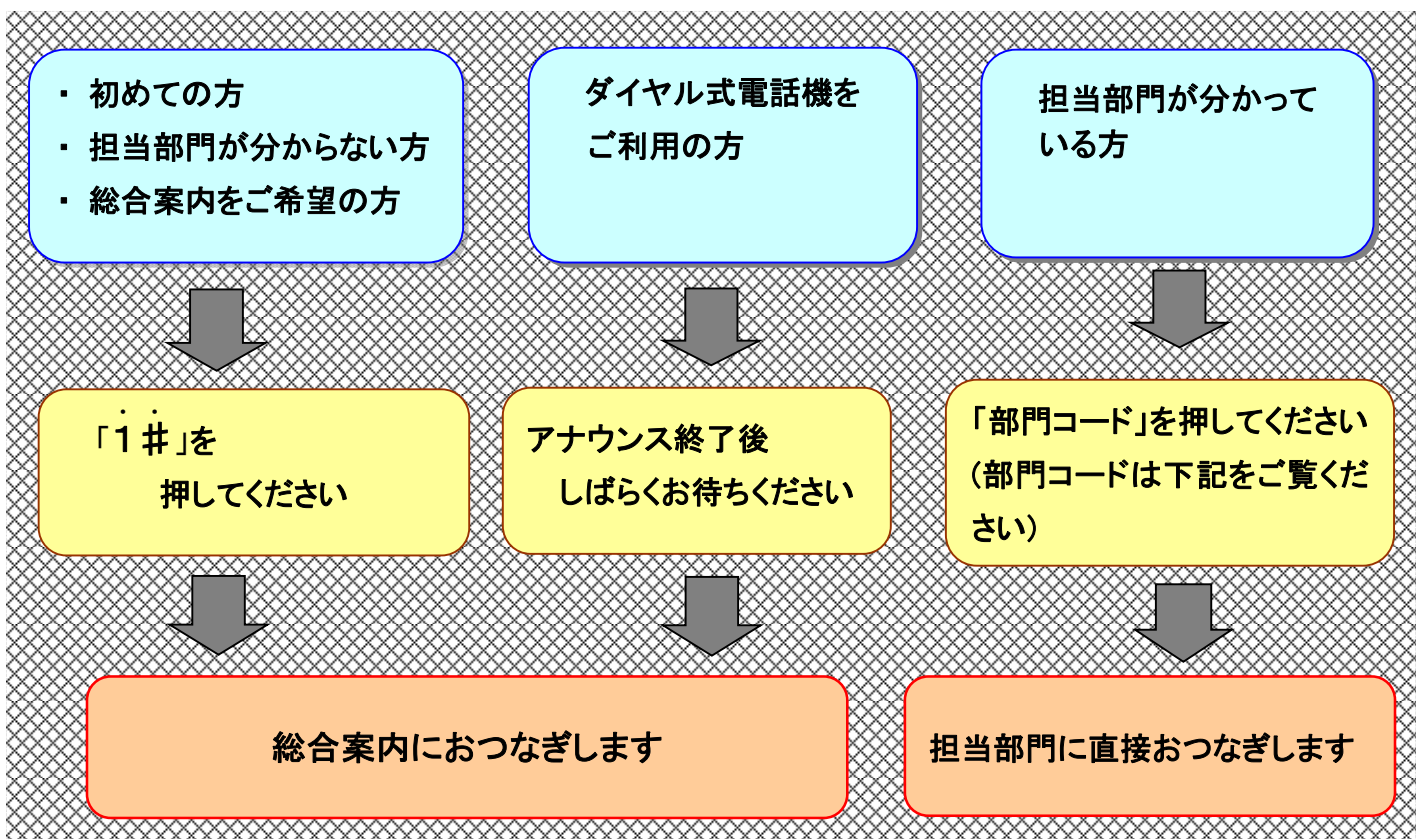 ・ 初めての方
・ 担当部門が分からない方
・ 総合案内をご希望の方
ダイヤル式電話機を
ご利用の方
担当部門が分かって
いる方
「1#」を
押してください
アナウンス終了後
しばらくお待ちください
「部門コード」を押してください
(部門コードは下記をご覧くだ
さい)
総合案内におつなぎします
担当部門に直接おつなぎします